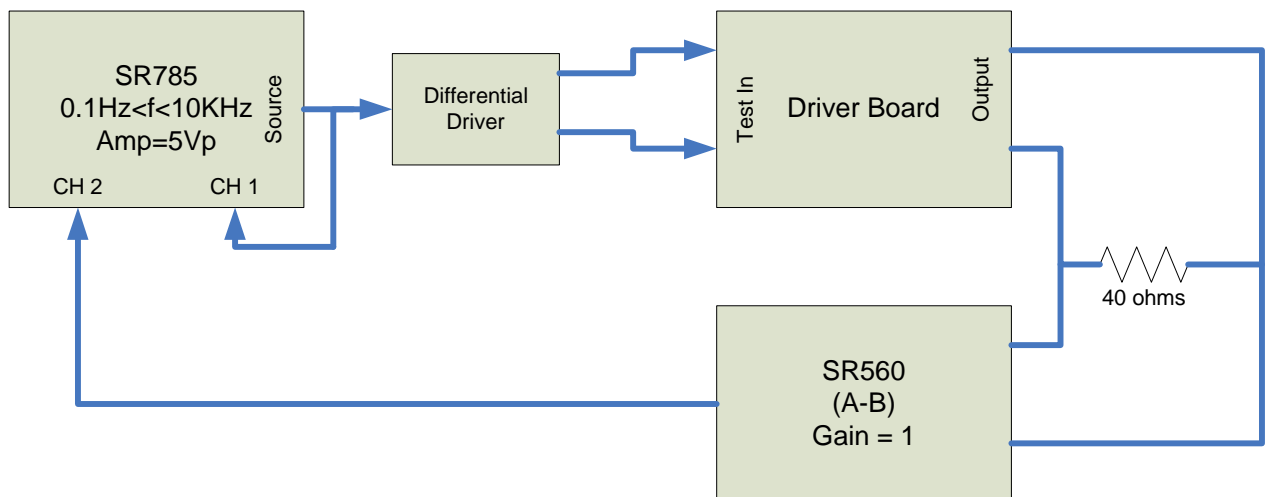 SR785
0.1Hz<f<10KHz
Amp=5Vp
Source
CH 2
CH 1
Differential
Driver
Test In
Driver Board
Output
40 ohms
SR560
(A-B)
Gain = 1